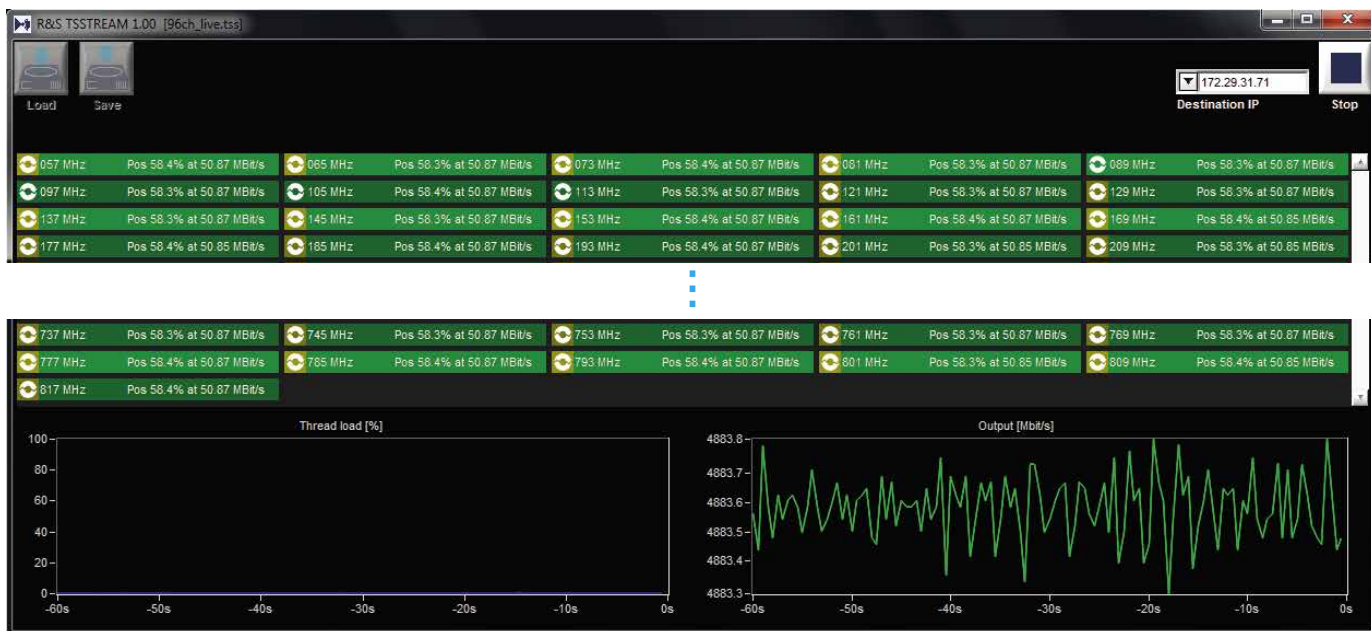 R&S TSSTREAM 1.00 [96ch_live.tss]
172.29.31.71
Load Save Destination IP Stop
057 MHz Pos 58.4% at 50.87 MBit/s 065 MHz Pos 58.3% at 50.87 MBit/s 073 MHz Pos 58.4% at 50.87 MBit/s 081 MHz Pos 58.3% at 50.87 MBit/s 089 MHz Pos 58.3% at 50.87 MBit/s
097 MHz Pos 58.3% at 50.87 MBit/s 105 MHz Pos 58.4% at 50.87 MBit/s 113 MHz Pos 58.3% at 50.87 MBit/s 121 MHz Pos 58.3% at 50.87 MBit/s 129 MHz Pos 58.3% at 50.87 MBit/s
137 MHz Pos 58.3% at 50.87 MBit/s 145 MHz Pos 58.3% at 50.87 MBit/s 153 MHz Pos 58.4% at 50.87 MBit/s 161 MHz Pos 58.4% at 50.87 MBit/s 169 MHz Pos 58.4% at 50.85 MBit/s
177 MHz Pos 58.4% at 50.85 MBit/s 185 MHz Pos 58.4% at 50.87 MBit/s 193 MHz Pos 58.4% at 50.87 MBit/s 201 MHz Pos 58.3% at 50.85 MBit/s 209 MHz Pos 58.3% at 50.85 MBit/s
737 MHz Pos 58.3% at 50.87 MBit/s 745 MHz Pos 58.3% at 50.87 MBit/s 753 MHz Pos 58.3% at 50.87 MBit/s 761 MHz Pos 58.3% at 50.87 MBit/s 769 MHz Pos 58.3% at 50.87 MBit/s
777 MHz Pos 58.4% at 50.87 MBit/s 785 MHz Pos 58.4% at 50.87 MBit/s 793 MHz Pos 58.4% at 50.87 MBit/s 801 MHz Pos 58.3% at 50.85 MBit/s 809 MHz Pos 58.4% at 50.85 MBit/s
817 MHz Pos 58.4% at 50.87 MBit/s
Thread load [%]
100
80
60
40
20
0
-60s -50s -40s -30s -20s -10s 0s
Output [Mbit/s]
4883.8
4883.7
4883.6
4883.5
4883.4
4883.3
-60s -50s -40s -30s -20s -10s 0s